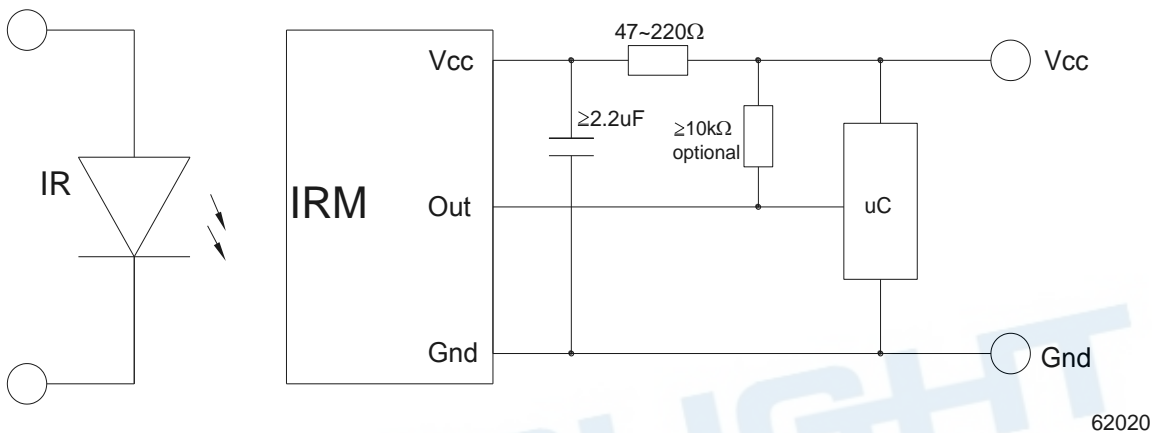 47~220Ω
Vcc
Vcc
≥2.2uF
≥10kΩ
optional
IR
IRM
Out
uC
Gnd
Gnd
62020